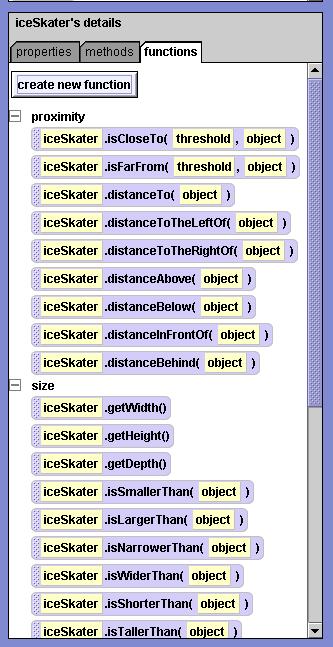 iceSkater's details
properties methods functions
create new function
proximity
iceSkater .isCloseTo( threshold , object )
iceSkater .isFarFrom( threshold , object )
iceSkater .distanceTo( object )
iceSkater .distanceToTheLeftOf( object )
iceSkater .distanceToTheRightOf( object )
iceSkater .distanceAbove( object )
iceSkater .distanceBelow( object )
iceSkater .distanceInFrontOf( object )
iceSkater .distanceBehind( object )
size
iceSkater .getWidth()
iceSkater .getHeight()
iceSkater .getDepth()
iceSkater .isSmallerThan( object )
iceSkater .isLargerThan( object )
iceSkater .isNarrowerThan( object )
iceSkater .isWiderThan( object )
iceSkater .isShorterThan( object )
iceSkater .isTallerThan( object )